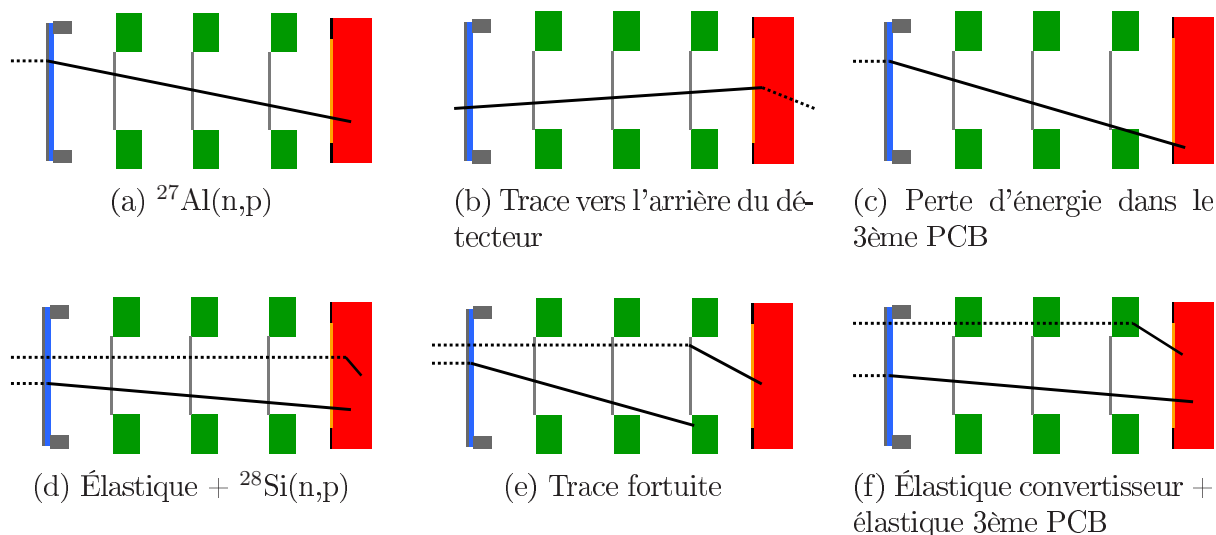 (a) ²⁷Al(n,p)
(b) Trace vers l'arrière du dé-
tecteur
(c) Perte d'énergie dans le
3ème PCB
(d) Élastique + ²⁸Si(n,p)
(e) Trace fortuite
(f) Élastique convertisseur +
élastique 3ème PCB